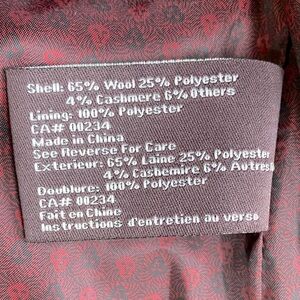 Shell: 65% Wool 25% Polyester
4% Cashmere 6% Others
Lining: 100% Polyester
CA# 00234
Made in China
See Reverse For Care
Exterieur: 65% Laine 25% Polyester
4% Cashemire 6% Autres
Doublure: 100% Polyester
CA# 00234
Fait en Chine
Instructions d'entretien au verso